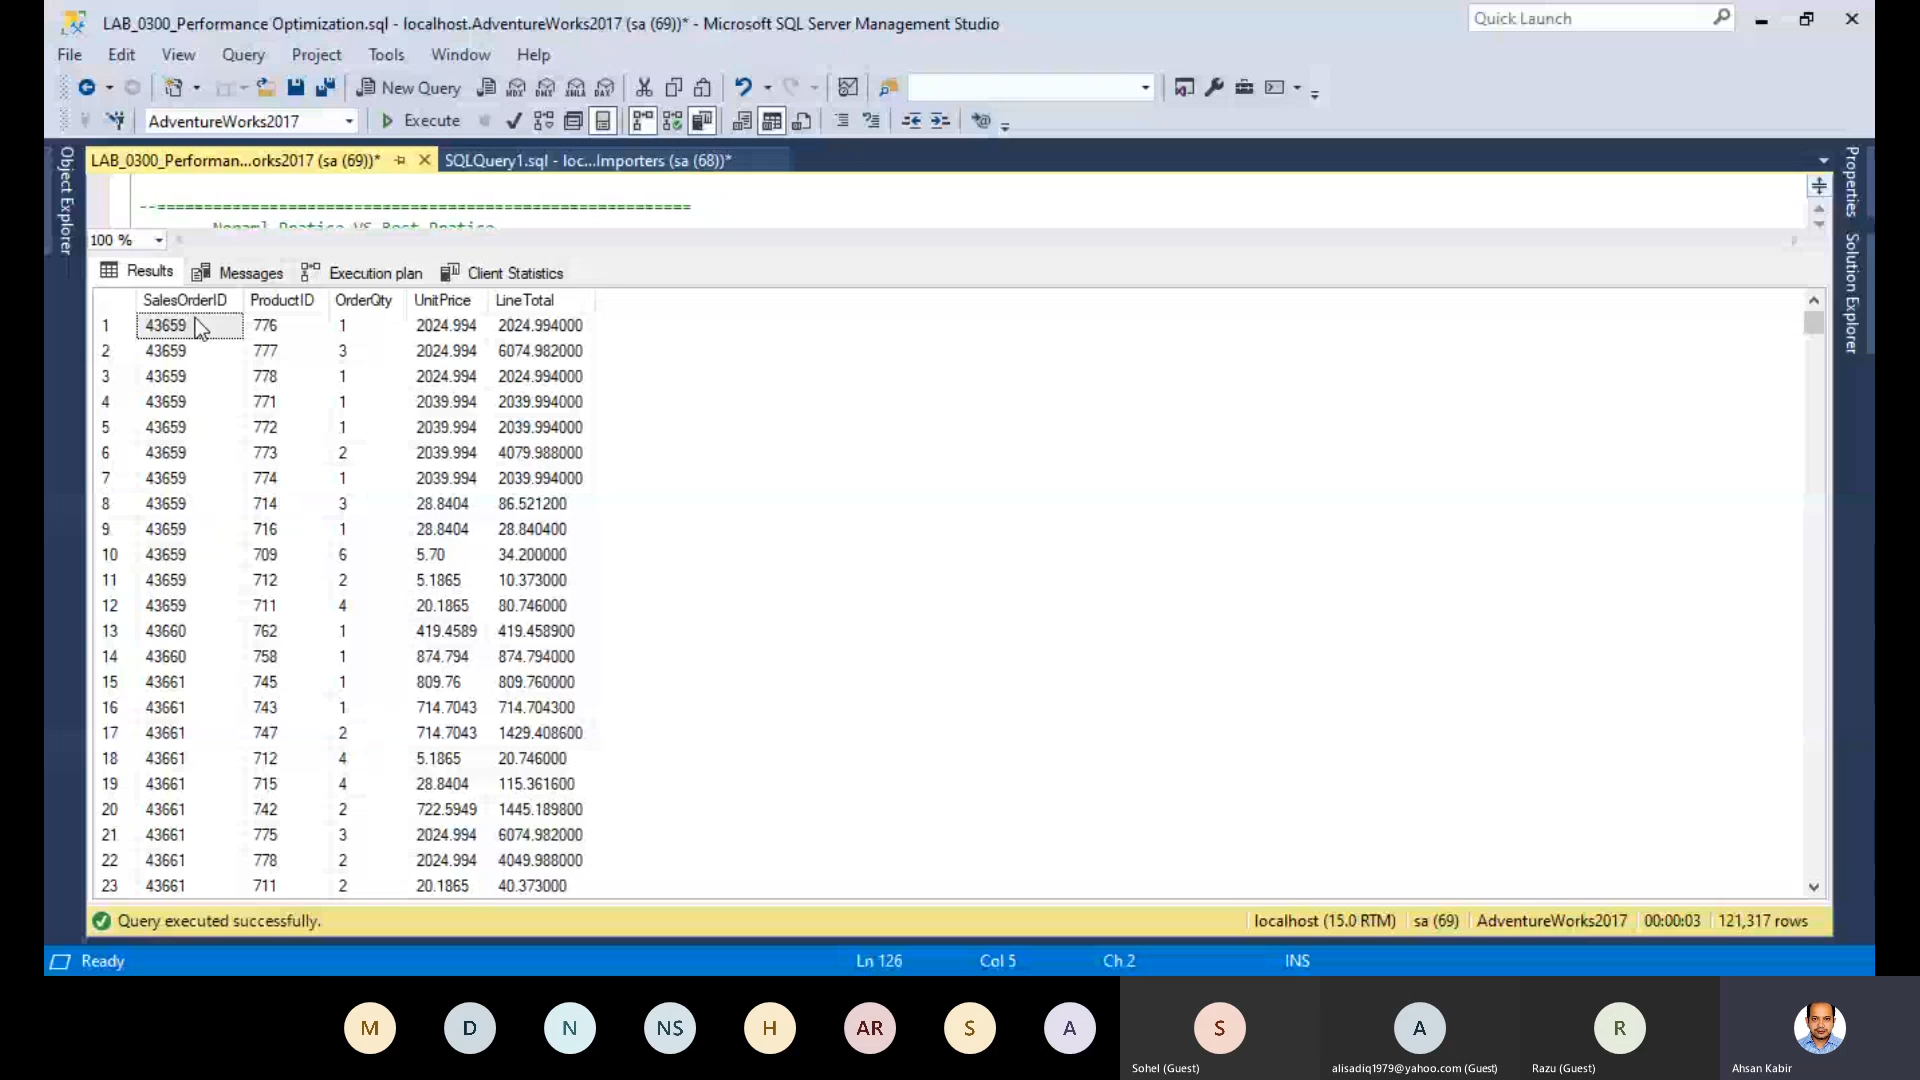 LAB_0300_Performance Optimization.sql - localhost.AdventureWorks2017 (sa (69))* - Microsoft SQL Server Management Studio
Quick Launch
File Edit View Query Project Tools Window Help
New Query
AdventureWorks2017 Execute
Object Explorer
LAB_0300_Performan...orks2017 (sa (69))* SQLQuery1.sql - loc...Importers (sa (68))*
Properties
Solution Explorer
--==========================================================
100 %
Results Messages Execution plan Client Statistics
SalesOrderID ProductID OrderQty UnitPrice LineTotal
1 43659 776 1 2024.994 2024.994000
2 43659 777 3 2024.994 6074.982000
3 43659 778 1 2024.994 2024.994000
4 43659 771 1 2039.994 2039.994000
5 43659 772 1 2039.994 2039.994000
6 43659 773 2 2039.994 4079.988000
7 43659 774 1 2039.994 2039.994000
8 43659 714 3 28.8404 86.521200
9 43659 716 1 28.8404 28.840400
10 43659 709 6 5.70 34.200000
11 43659 712 2 5.1865 10.373000
12 43659 711 4 20.1865 80.746000
13 43660 762 1 419.4589 419.458900
14 43660 758 1 874.794 874.794000
15 43661 745 1 809.76 809.760000
16 43661 743 1 714.7043 714.704300
17 43661 747 2 714.7043 1429.408600
18 43661 712 4 5.1865 20.746000
19 43661 715 4 28.8404 115.361600
20 43661 742 2 722.5949 1445.189800
21 43661 775 3 2024.994 6074.982000
22 43661 778 2 2024.994 4049.988000
23 43661 711 2 20.1865 40.373000
Query executed successfully. localhost (15.0 RTM) sa (69) AdventureWorks2017 00:00:03 121,317 rows
Ready Ln 126 Col 5 Ch 2 INS
M D N NS H AR S A S A R
Sohel (Guest) alisadiq1979@yahoo.com (Guest) Razu (Guest) Ahsan Kabir